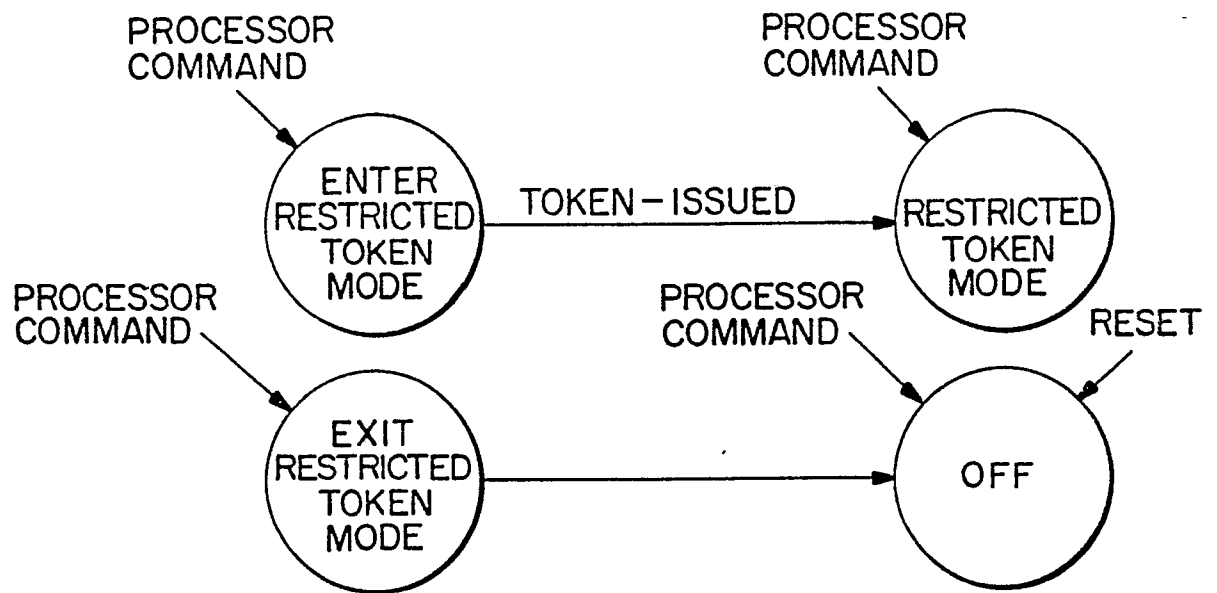 PROCESSOR
COMMAND
PROCESSOR
COMMAND
ENTER
RESTRICTED
TOKEN
MODE
TOKEN-ISSUED
RESTRICTED
TOKEN
MODE
PROCESSOR
COMMAND
PROCESSOR
COMMAND
RESET
EXIT
RESTRICTED
TOKEN
MODE
OFF